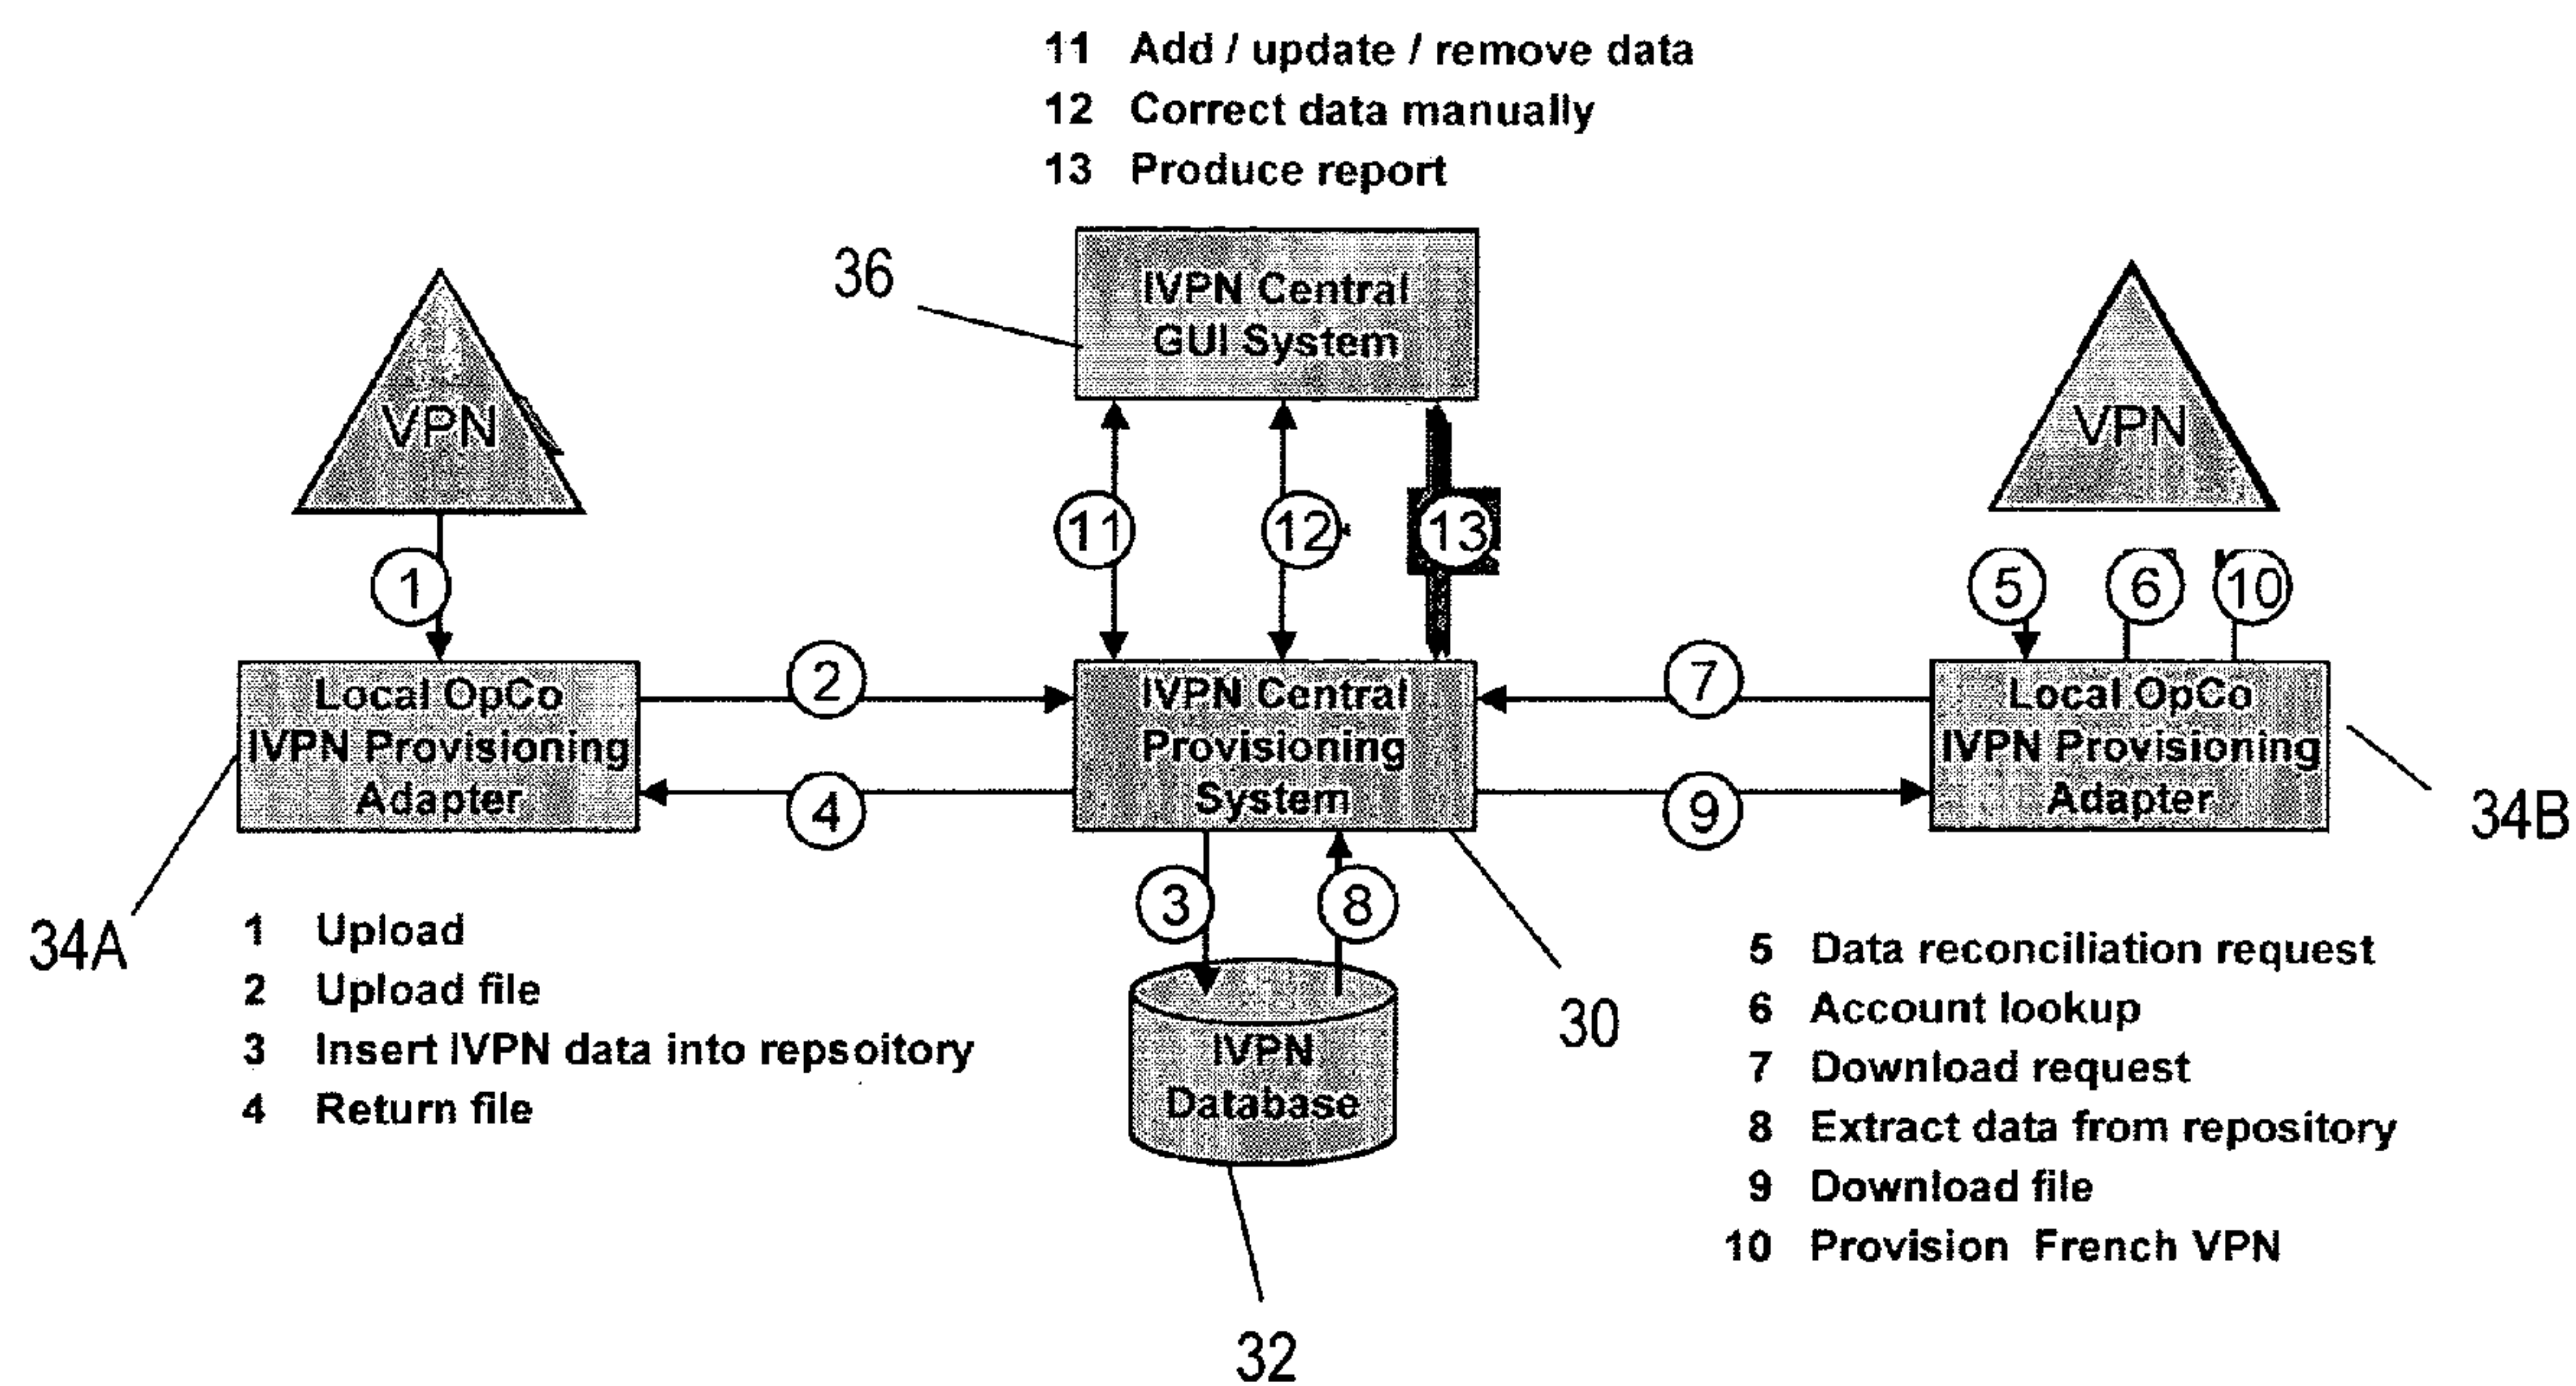 11 Add / update / remove data
12 Correct data manually
13 Produce report
36
IVPN Central
GUI System
VPN
VPN
11
12
13
1
5
6
10
2
7
Local OpCo
IVPN Provisioning
Adapter
IVPN Central
Provisioning
System
Local OpCo
IVPN Provisioning
Adapter
4
9
34B
3
8
34A
30
1 Upload
2 Upload file
3 Insert IVPN data into repsoitory
4 Return file
IVPN
Database
5 Data reconciliation request
6 Account lookup
7 Download request
8 Extract data from repository
9 Download file
10 Provision French VPN
32